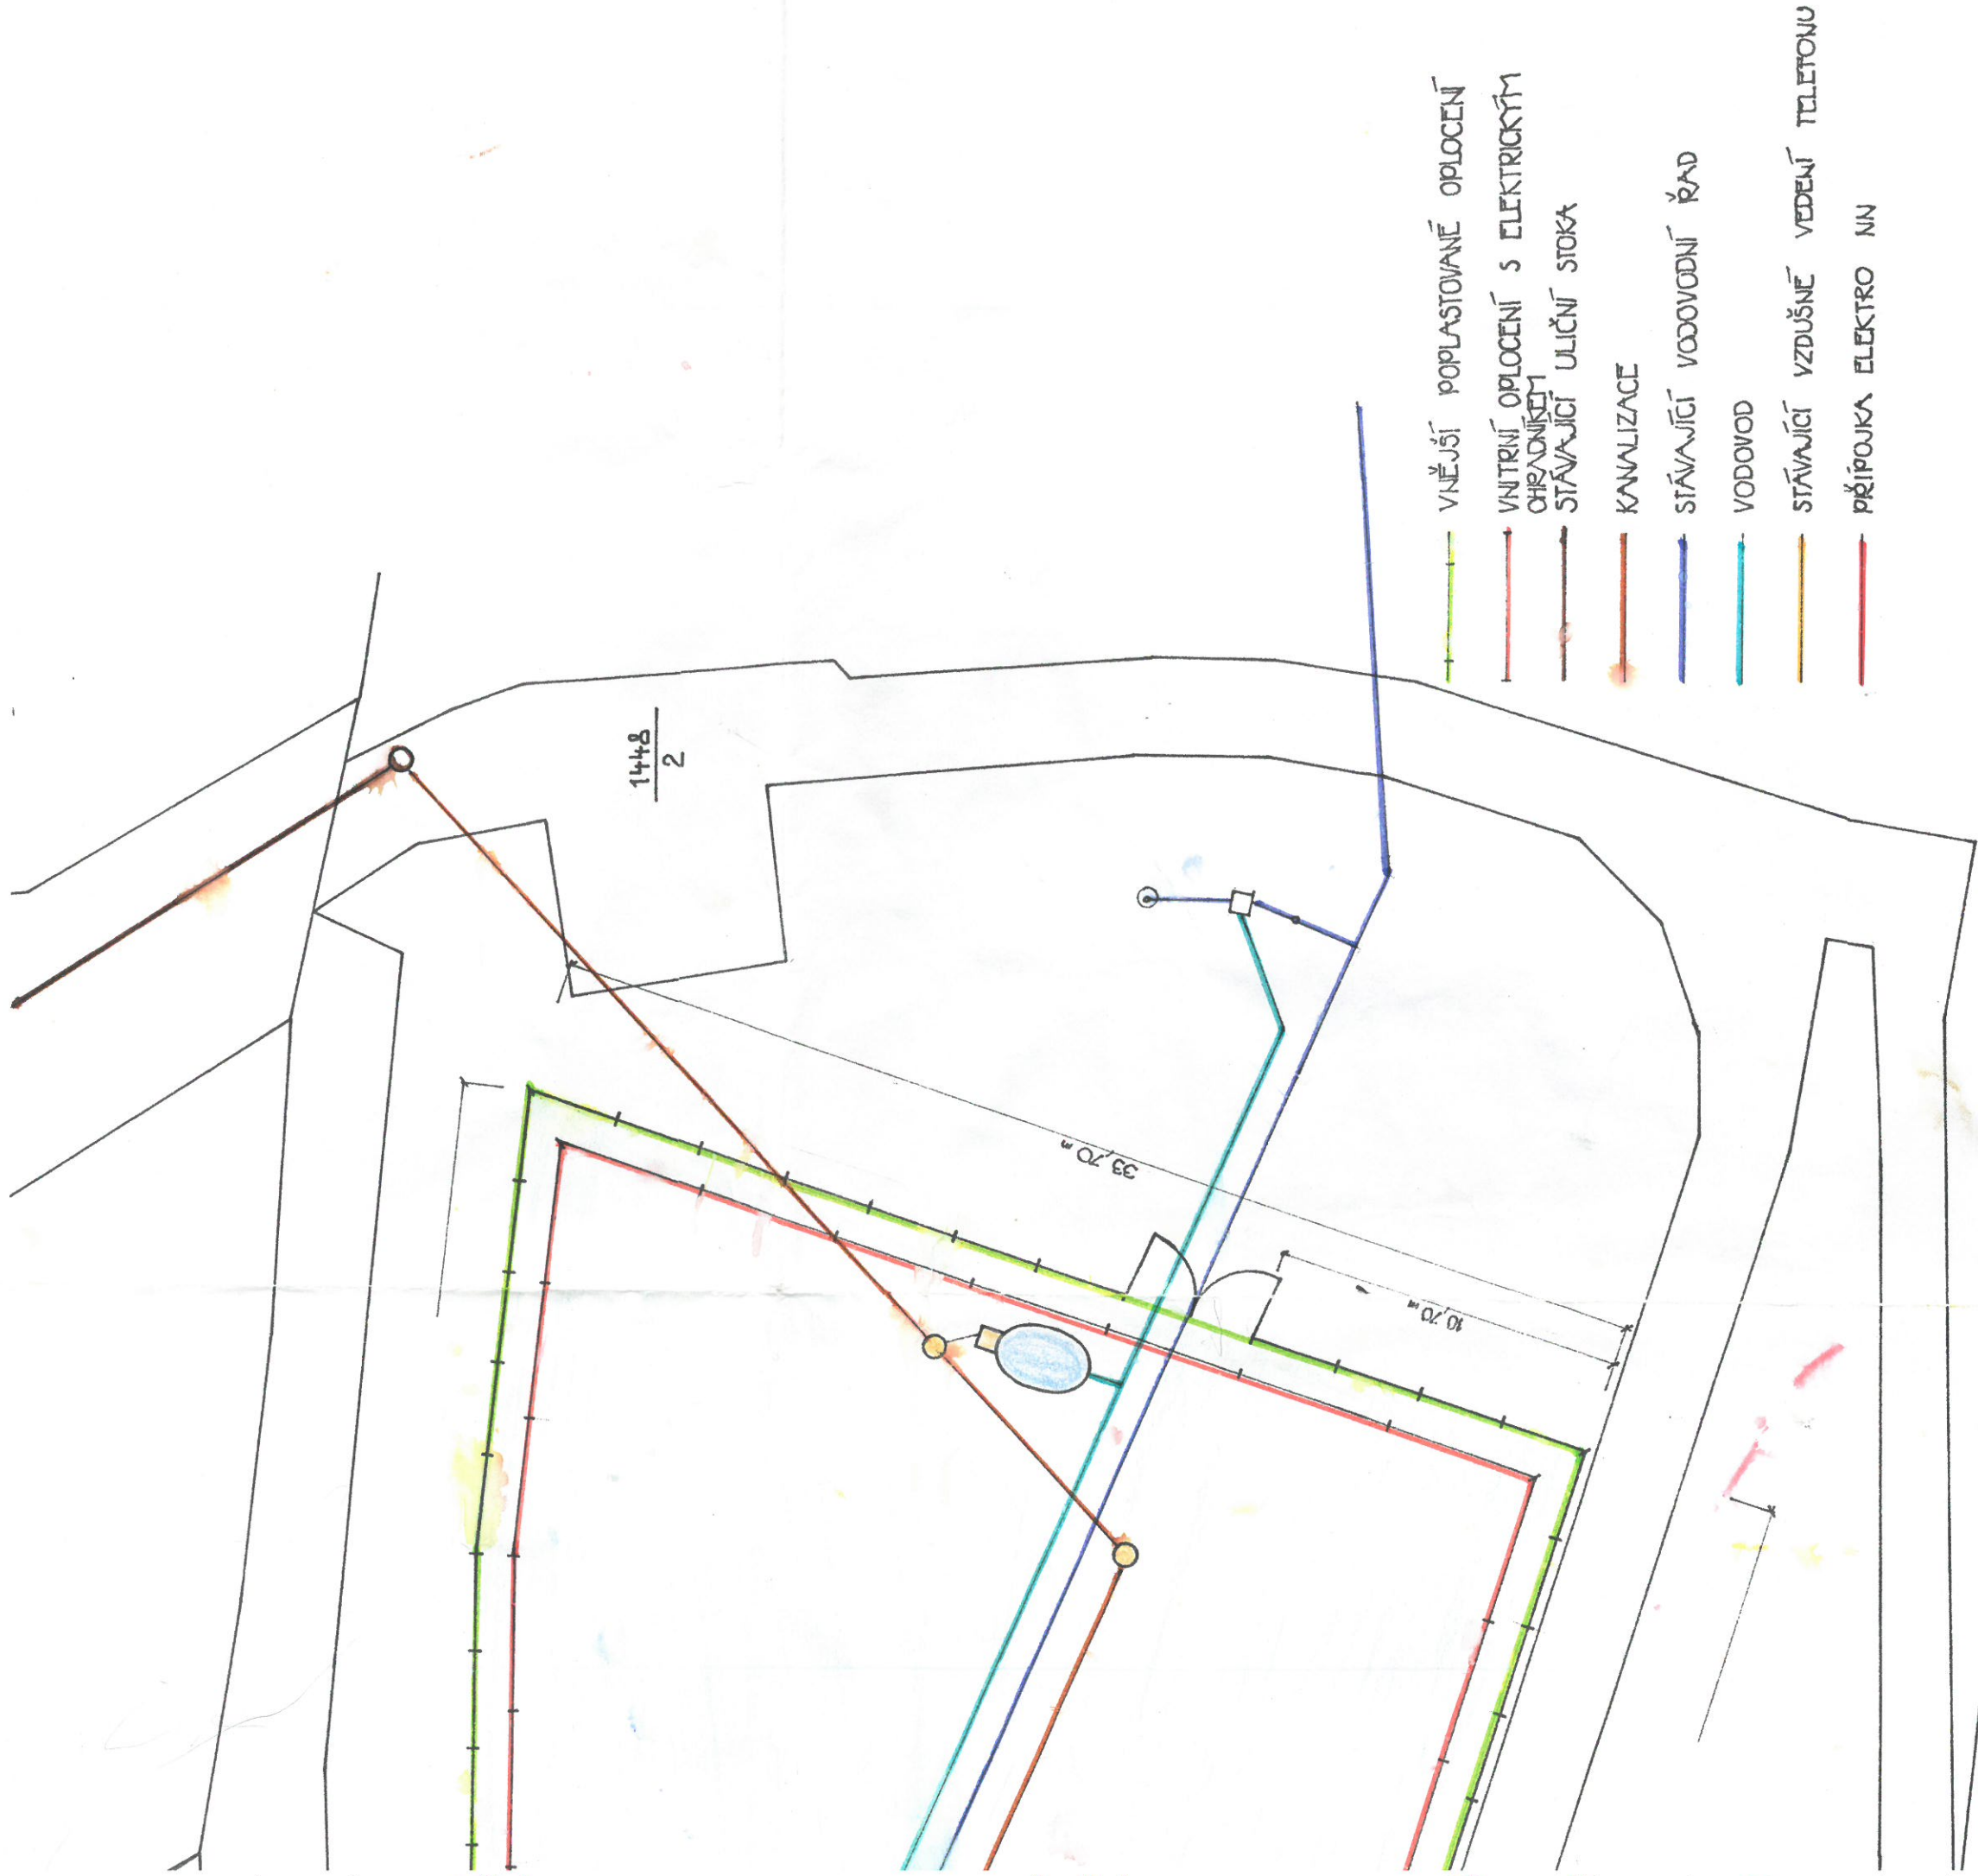 1448
2
33,70 m
10,70 m
VNĚJŠÍ POPLASTOVANÉ OPLOCENÍ
VNITRNÍ OPLOCENÍ S ELEKTRICKÝM
OHRADNÍKEM
STÁVAJÍCÍ ULIČNÍ STOKA
KANALIZACE
STÁVAJÍCÍ VODOVODNÍ ŘAD
VODOVOD
STÁVAJÍCÍ VZDUŠNÉ VEDENÍ TELEFONU
PŘÍPOJKA ELEKTRO NN